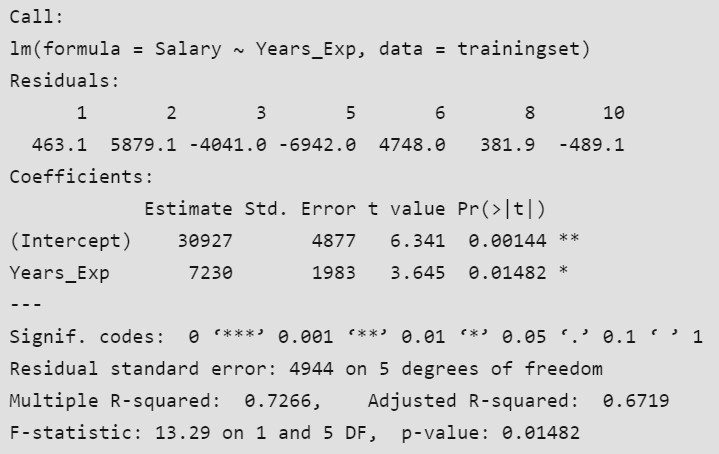 Call:
lm(formula = Salary ~ Years_Exp, data = trainingset)
Residuals:
      1       2       3       5       6       8      10
  463.1  5879.1 -4041.0 -6942.0  4748.0   381.9  -489.1
Coefficients:
            Estimate Std. Error t value Pr(>|t|)
(Intercept)    30927       4877   6.341  0.00144 **
Years_Exp       7230       1983   3.645  0.01482 *
---
Signif. codes:  0 ‘***’ 0.001 ‘**’ 0.01 ‘*’ 0.05 ‘.’ 0.1 ‘ ’ 1
Residual standard error: 4944 on 5 degrees of freedom
Multiple R-squared:  0.7266,    Adjusted R-squared:  0.6719
F-statistic: 13.29 on 1 and 5 DF,  p-value: 0.01482